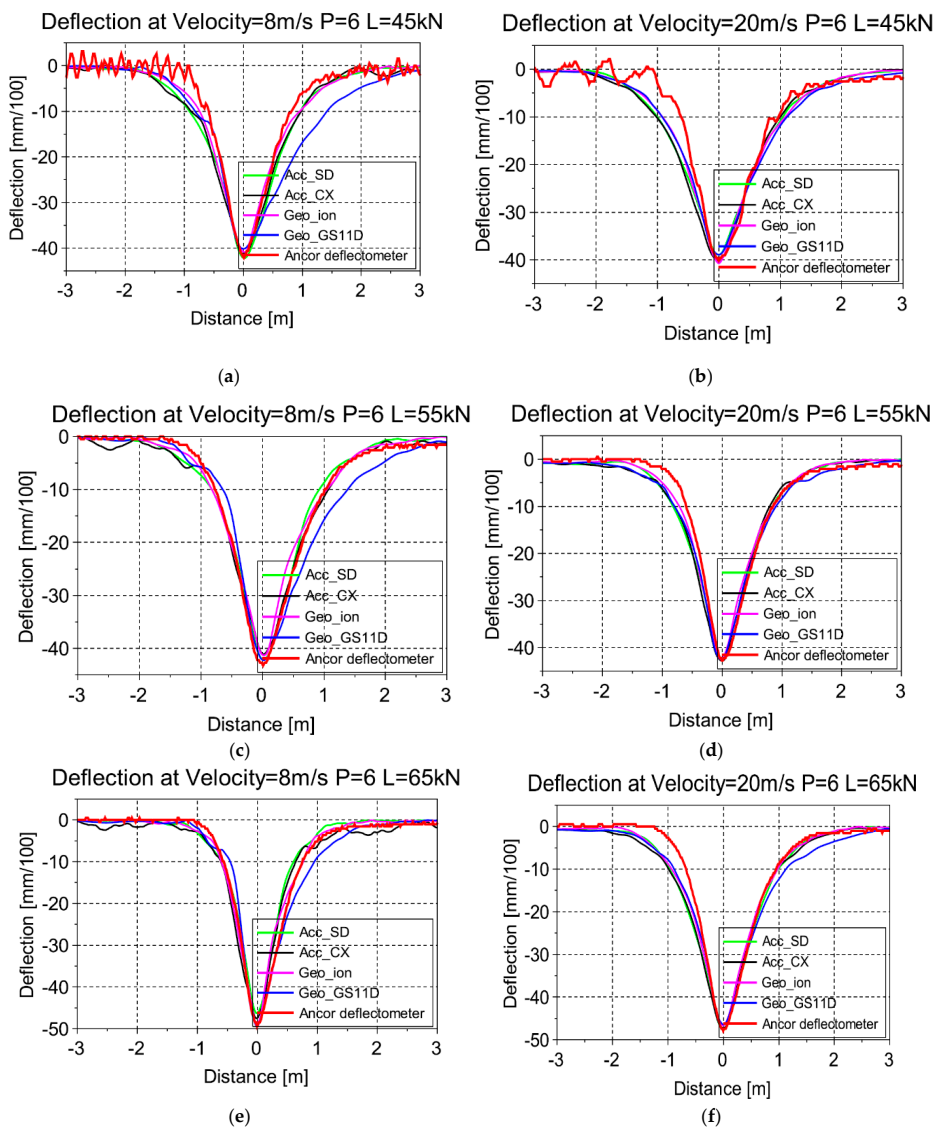 Deflection at Velocity=8m/s P=6 L=45kN
Deflection [mm/100]
0
-10
-20
-30
-40
Acc_SD
Acc_CX
Geo_ion
Geo_GS11D
Ancor deflectometer
-3 -2 -1 0 1 2 3
Distance [m]
(a)
Deflection at Velocity=20m/s P=6 L=45kN
Deflection [mm/100]
0
-10
-20
-30
-40
Acc_SD
Acc_CX
Geo_ion
Geo_GS11D
Ancor deflectometer
-3 -2 -1 0 1 2 3
Distance [m]
(b)
Deflection at Velocity=8m/s P=6 L=55kN
Deflection [mm/100]
0
-10
-20
-30
-40
Acc_SD
Acc_CX
Geo_ion
Geo_GS11D
Ancor deflectometer
-3 -2 -1 0 1 2 3
Distance [m]
(c)
Deflection at Velocity=20m/s P=6 L=55kN
Deflection [mm/100]
0
-10
-20
-30
-40
Acc_SD
Acc_CX
Geo_ion
Geo_GS11D
Ancor deflectometer
-3 -2 -1 0 1 2 3
Distance [m]
(d)
Deflection at Velocity=8m/s P=6 L=65kN
Deflection [mm/100]
0
-10
-20
-30
-40
-50
Acc_SD
Acc_CX
Geo_ion
Geo_GS11D
Ancor deflectometer
-3 -2 -1 0 1 2 3
Distance [m]
(e)
Deflection at Velocity=20m/s P=6 L=65kN
Deflection [mm/100]
0
-10
-20
-30
-40
-50
Acc_SD
Acc_CX
Geo_ion
Geo_GS11D
Ancor deflectometer
-3 -2 -1 0 1 2 3
Distance [m]
(f)